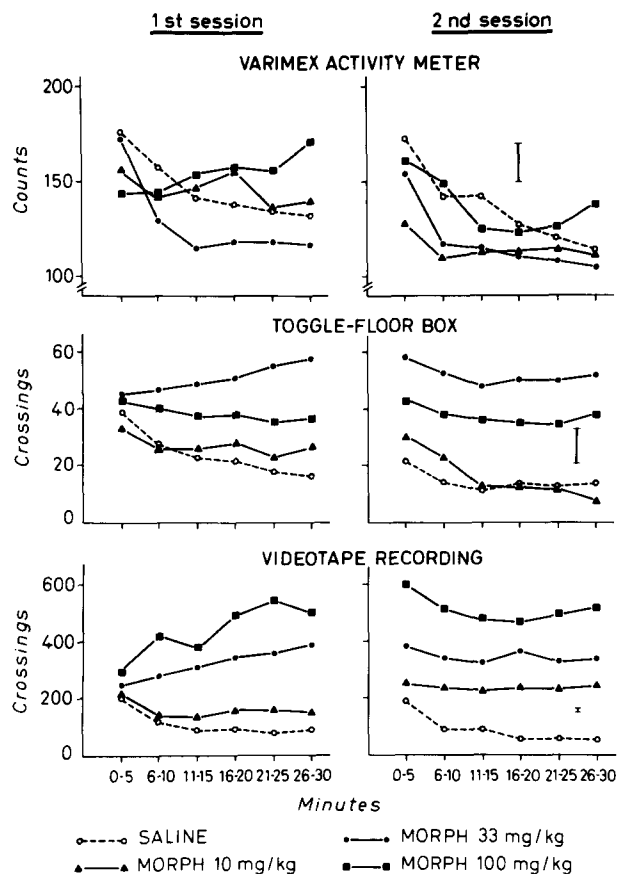 1st session
2nd session
VARIMEX ACTIVITY METER
Counts
200
150
100
TOGGLE-FLOOR BOX
Crossings
60
40
20
0
VIDEOTAPE RECORDING
Crossings
600
400
200
0
0-5 6-10 11-15 16-20 21-25 26-30
0-5 6-10 11-15 16-20 21-25 26-30
Minutes
SALINE
MORPH 33 mg/kg
MORPH 10 mg/kg
MORPH 100 mg/kg